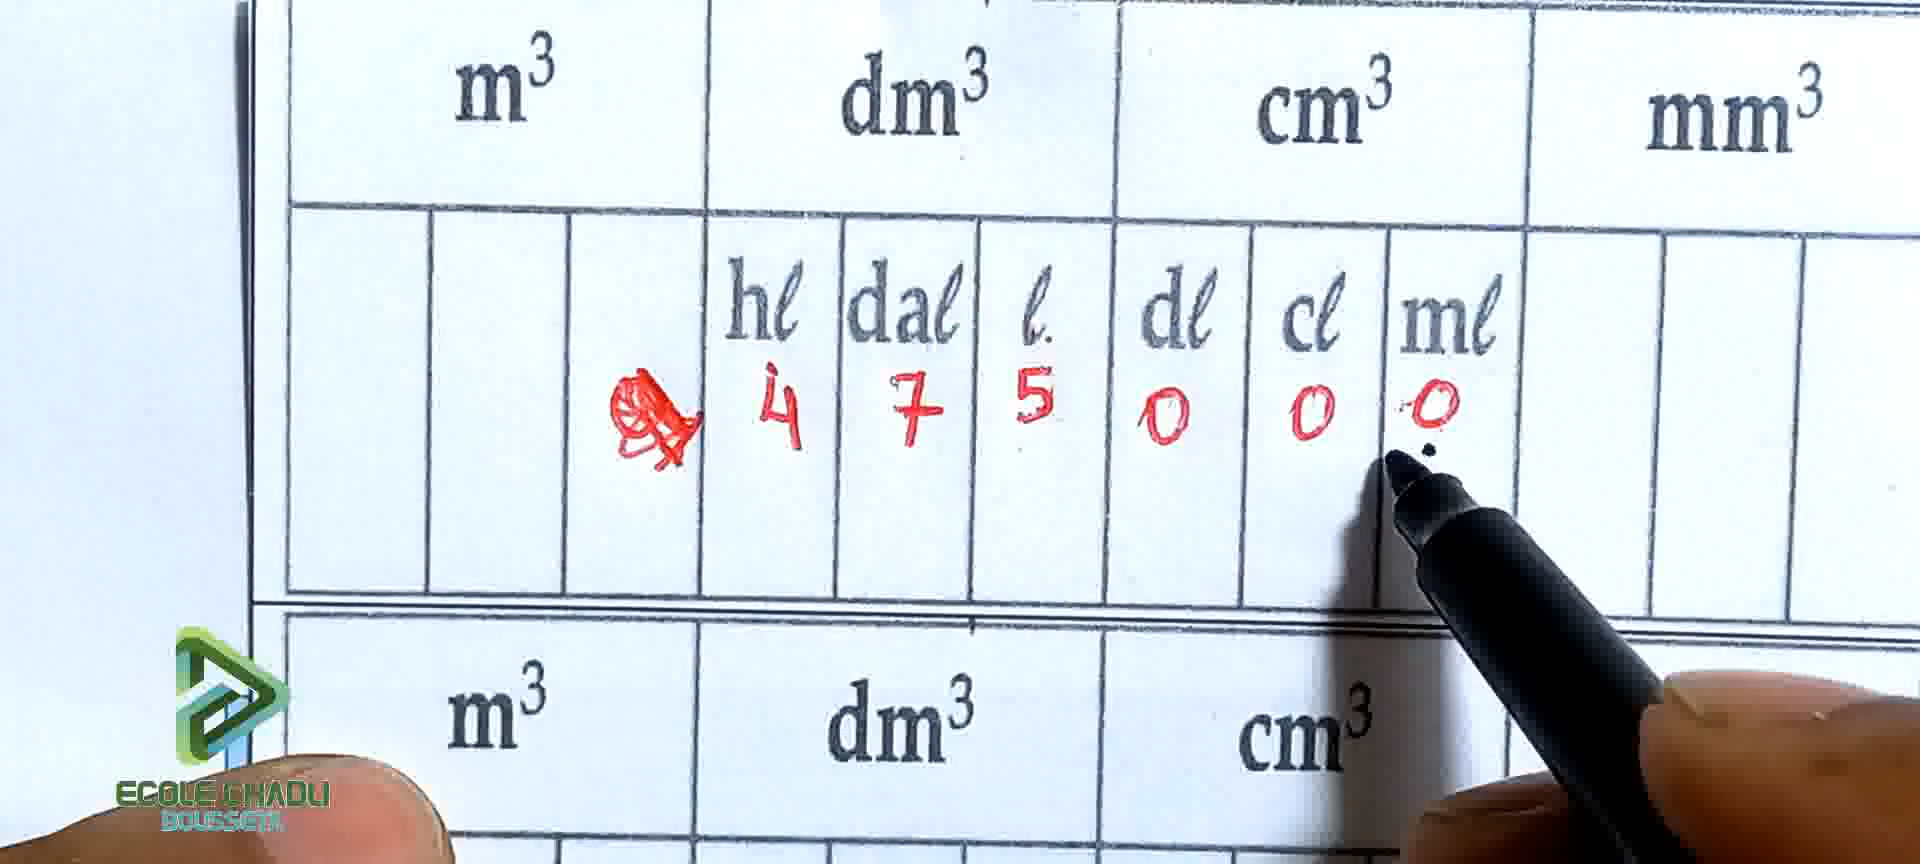 m³ dm³ cm³ mm³
hℓ daℓ ℓ. dℓ cℓ mℓ
4 7 5 0 0 0
m³ dm³ cm³
ECOLE CHADLI